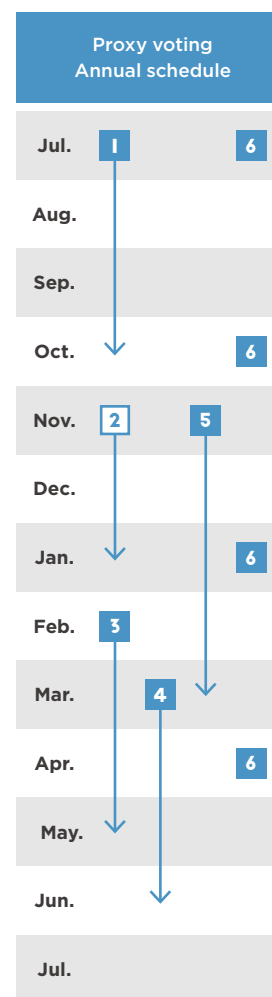 Proxy voting
Annual schedule
Jul. 1 6
Aug.
Sep.
Oct. 6
Nov. 2 5
Dec.
Jan. 6
Feb. 3
Mar. 4
Apr. 6
May.
Jun.
Jul.